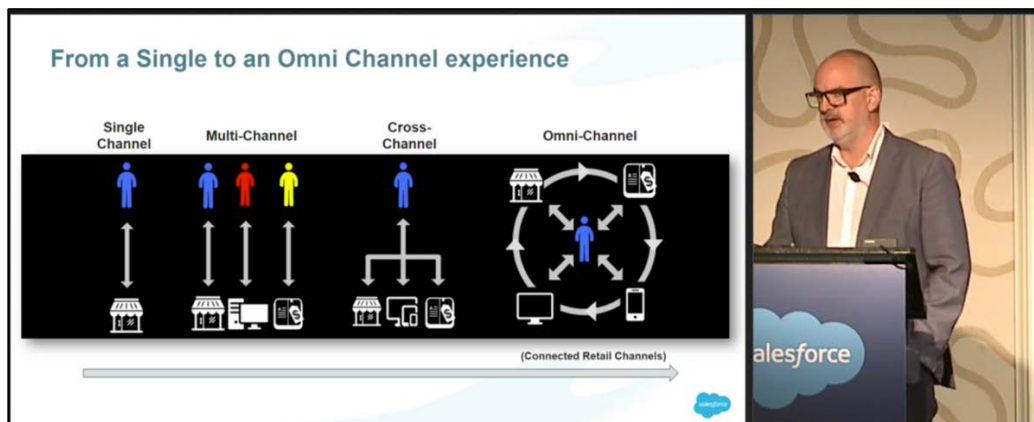 From a Single to an Omni Channel experience
Single
Channel
Multi-Channel
Cross-
Channel
Omni-Channel
(Connected Retail Channels)
salesforce
alesforce